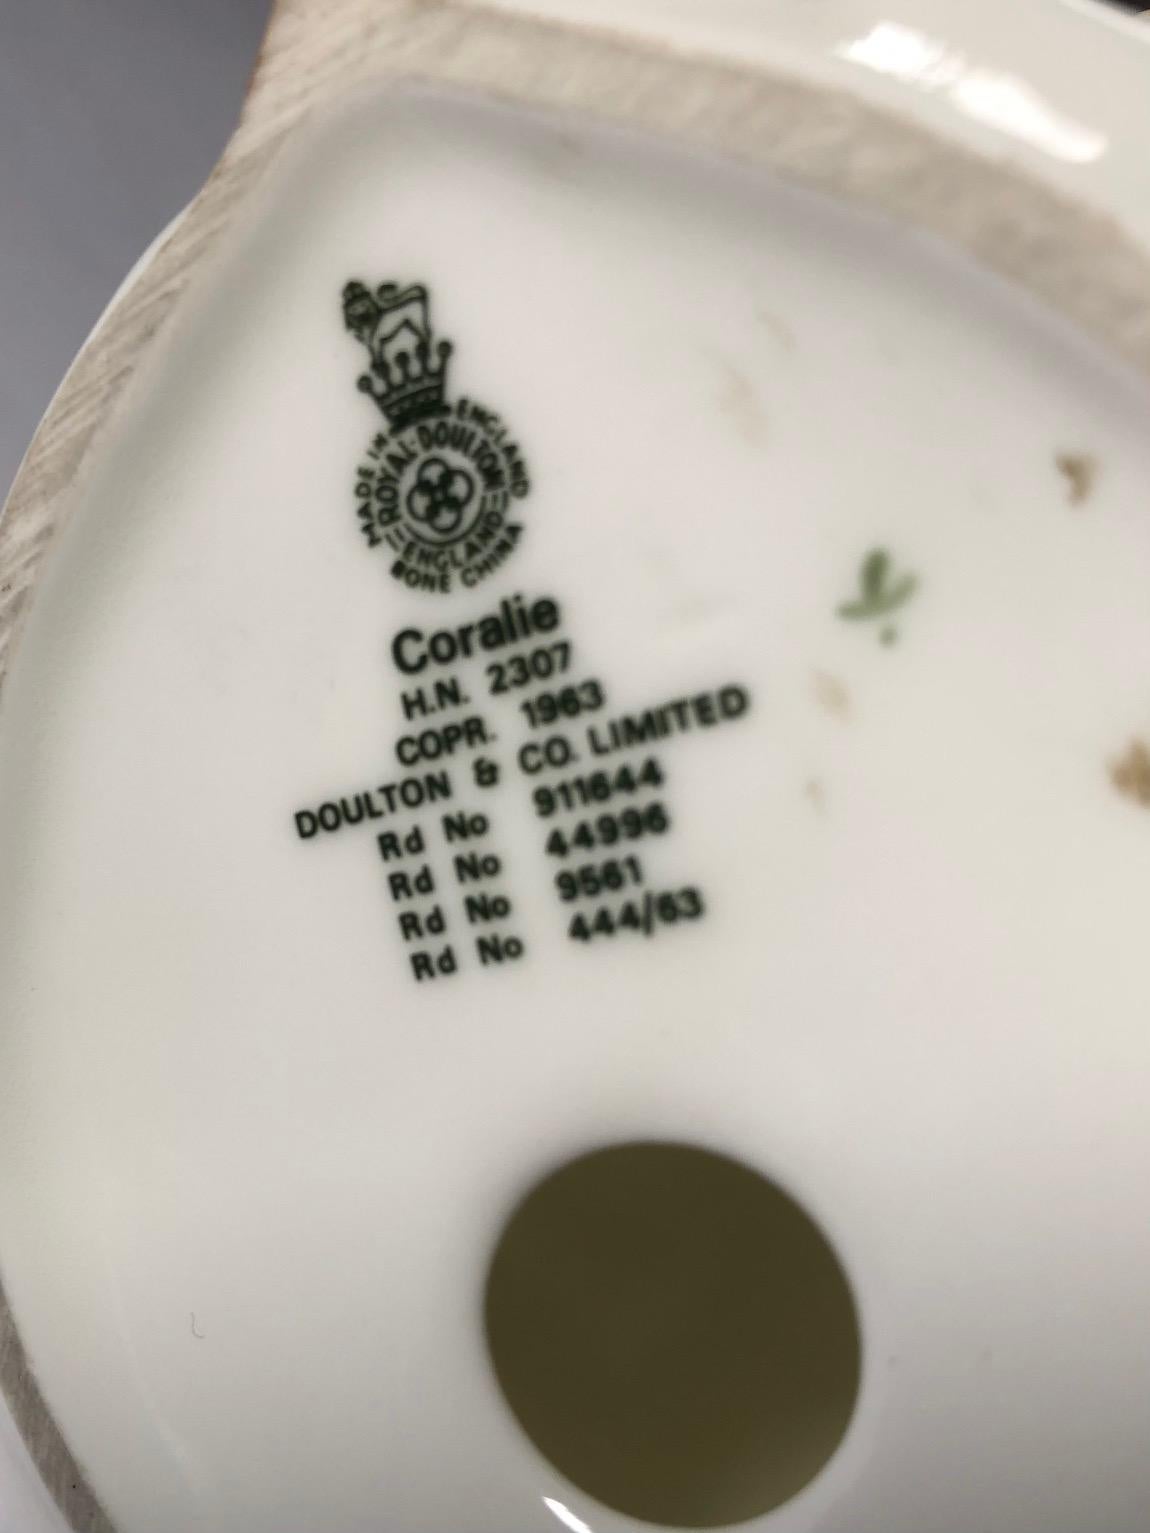 MADE IN ENGLAND
ROYAL·DOULTON
ENGLAND
BONE CHINA
Coralie
H.N. 2307
COPR. 1963
DOULTON & CO. LIMITED
Rd No 911644
Rd No 44996
Rd No 9561
Rd No 444/63